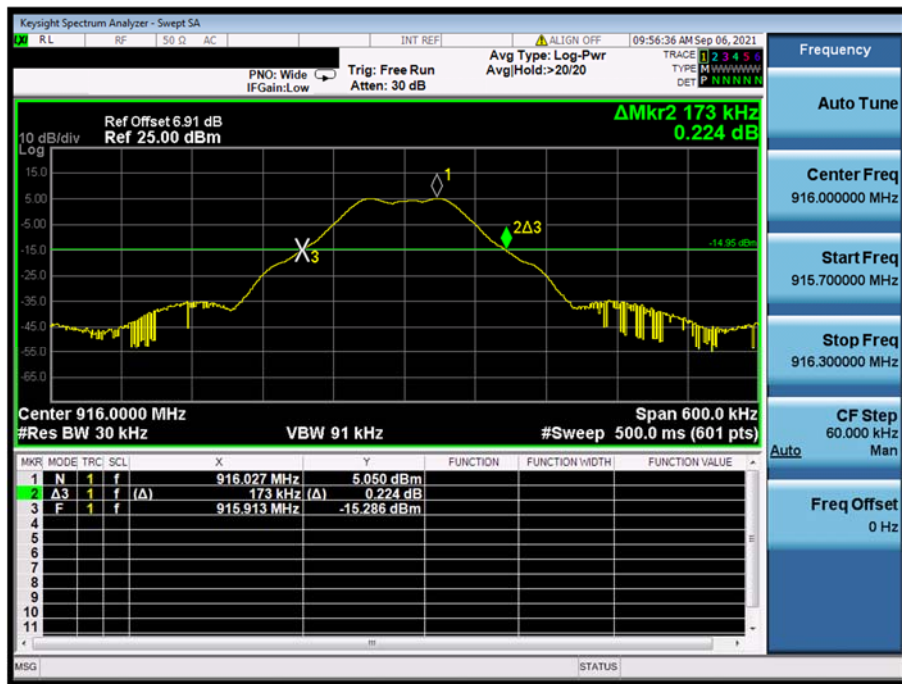 Keysight Spectrum Analyzer - Swept SA
LXI RL RF 50 Ω AC INT REF ALIGN OFF 09:56:36 AM Sep 06, 2021
PNO: Wide
IFGain:Low
Trig: Free Run
Atten: 30 dB
Avg Type: Log-Pwr
Avg|Hold:>20/20
TRACE 1 2 3 4 5 6
TYPE M WWWWW
DET P N N N N N
10 dB/div
Log
Ref Offset 6.91 dB
Ref 25.00 dBm
ΔMkr2 173 kHz
0.224 dB
15.0
5.00
-5.00
-15.0
-25.0
-35.0
-45.0
-55.0
-65.0
1
2Δ3
3
-14.95 dBm
Center 916.0000 MHz
Span 600.0 kHz
#Res BW 30 kHz
VBW 91 kHz
#Sweep 500.0 ms (601 pts)
MKR MODE TRC SCL X Y FUNCTION FUNCTION WIDTH FUNCTION VALUE
1 N 1 f 916.027 MHz 5.050 dBm
2 Δ3 1 f (Δ) 173 kHz (Δ) 0.224 dB
3 F 1 f 915.913 MHz -15.286 dBm
4
5
6
7
8
9
10
11
MSG
STATUS
Frequency
Auto Tune
Center Freq
916.000000 MHz
Start Freq
915.700000 MHz
Stop Freq
916.300000 MHz
CF Step
60.000 kHz
Auto Man
Freq Offset
0 Hz